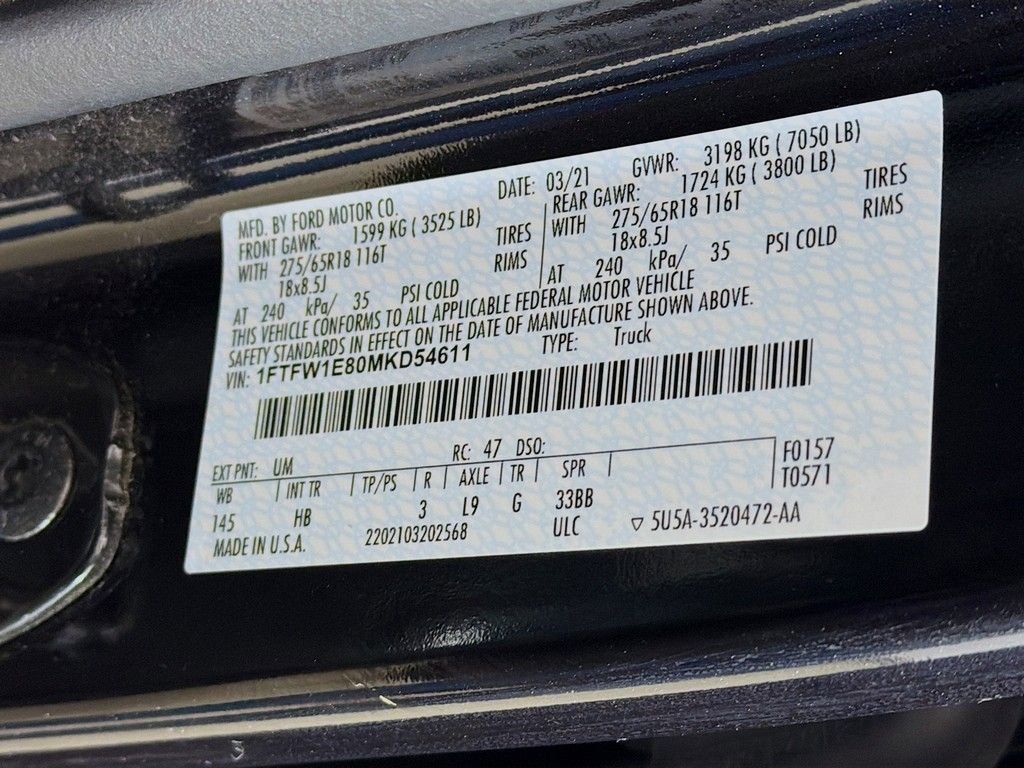 MFD. BY FORD MOTOR CO.
DATE: 03/21 GVWR: 3198 KG ( 7050 LB)
FRONT GAWR: 1599 KG ( 3525 LB)
WITH 275/65R18 116T TIRES
18x8.5J RIMS
AT 240 kPa/ 35 PSI COLD
REAR GAWR: 1724 KG ( 3800 LB)
WITH 275/65R18 116T TIRES
18x8.5J RIMS
AT 240 kPa/ 35 PSI COLD
THIS VEHICLE CONFORMS TO ALL APPLICABLE FEDERAL MOTOR VEHICLE
SAFETY STANDARDS IN EFFECT ON THE DATE OF MANUFACTURE SHOWN ABOVE.
VIN: 1FTFW1E80MKD54611 TYPE: Truck
EXT PNT: UM RC: 47 DSO: F0157
WB INT TR TP/PS R AXLE TR SPR T0571
145 HB 3 L9 G 33BB
MADE IN U.S.A. 2202103202568 ULC ▽ 5U5A-3520472-AA